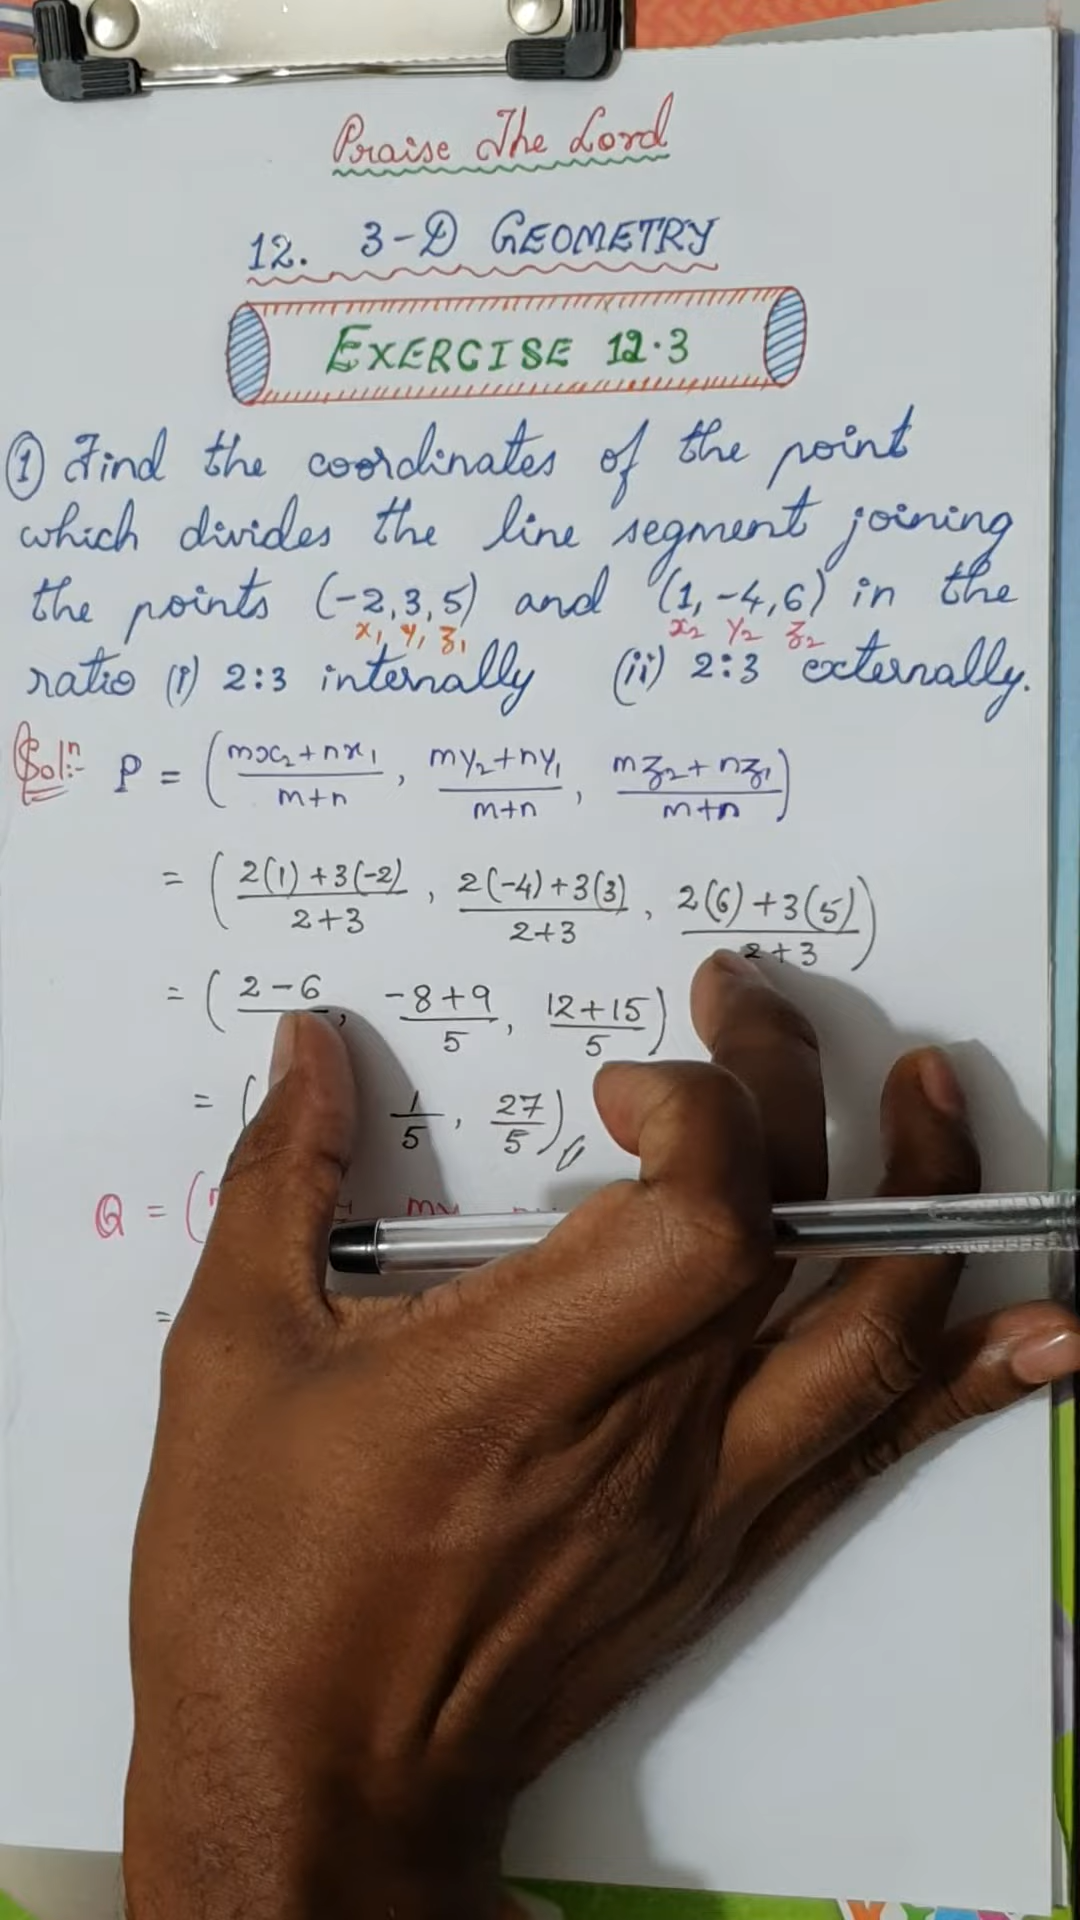 Praise The Lord
12. 3-D GEOMETRY
EXERCISE 12.3
① Find the coordinates of the point
which divides the line segment joining
the points (-2,3,5) and (1,-4,6) in the
x₁ y₁ z₁ x₂ y₂ z₂
ratio (i) 2:3 internally (ii) 2:3 externally.
Solⁿ:- P = ((mx₂+nx₁)/(m+n), (my₂+ny₁)/(m+n), (mz₂+nz₁)/(m+n))
= ((2(1)+3(-2))/(2+3), (2(-4)+3(3))/(2+3), (2(6)+3(5))/(2+3))
= (2-6, (-8+9)/5, (12+15)/5)
= ( 1/5, 27/5)
Q = (
=